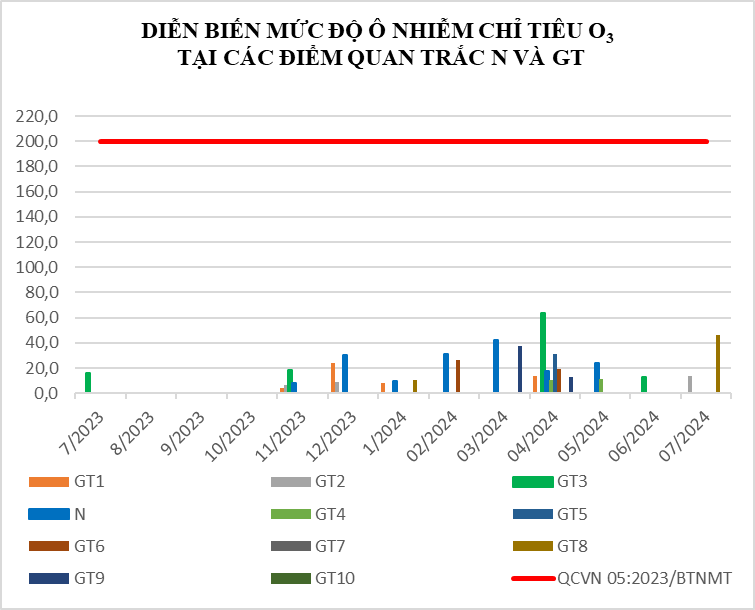 DIỄN BIẾN MỨC ĐỘ Ô NHIỄM CHỈ TIÊU O3
TẠI CÁC ĐIỂM QUAN TRẮC N VÀ GT
220,0
200,0
180,0
160,0
140,0
120,0
100,0
80,0
60,0
40,0
20,0
0,0
7/2023
8/2023
9/2023
10/2023
11/2023
12/2023
1/2024
02/2024
03/2024
04/2024
05/2024
06/2024
07/2024
GT1
GT2
GT3
N
GT4
GT5
GT6
GT7
GT8
GT9
GT10
QCVN 05:2023/BTNMT